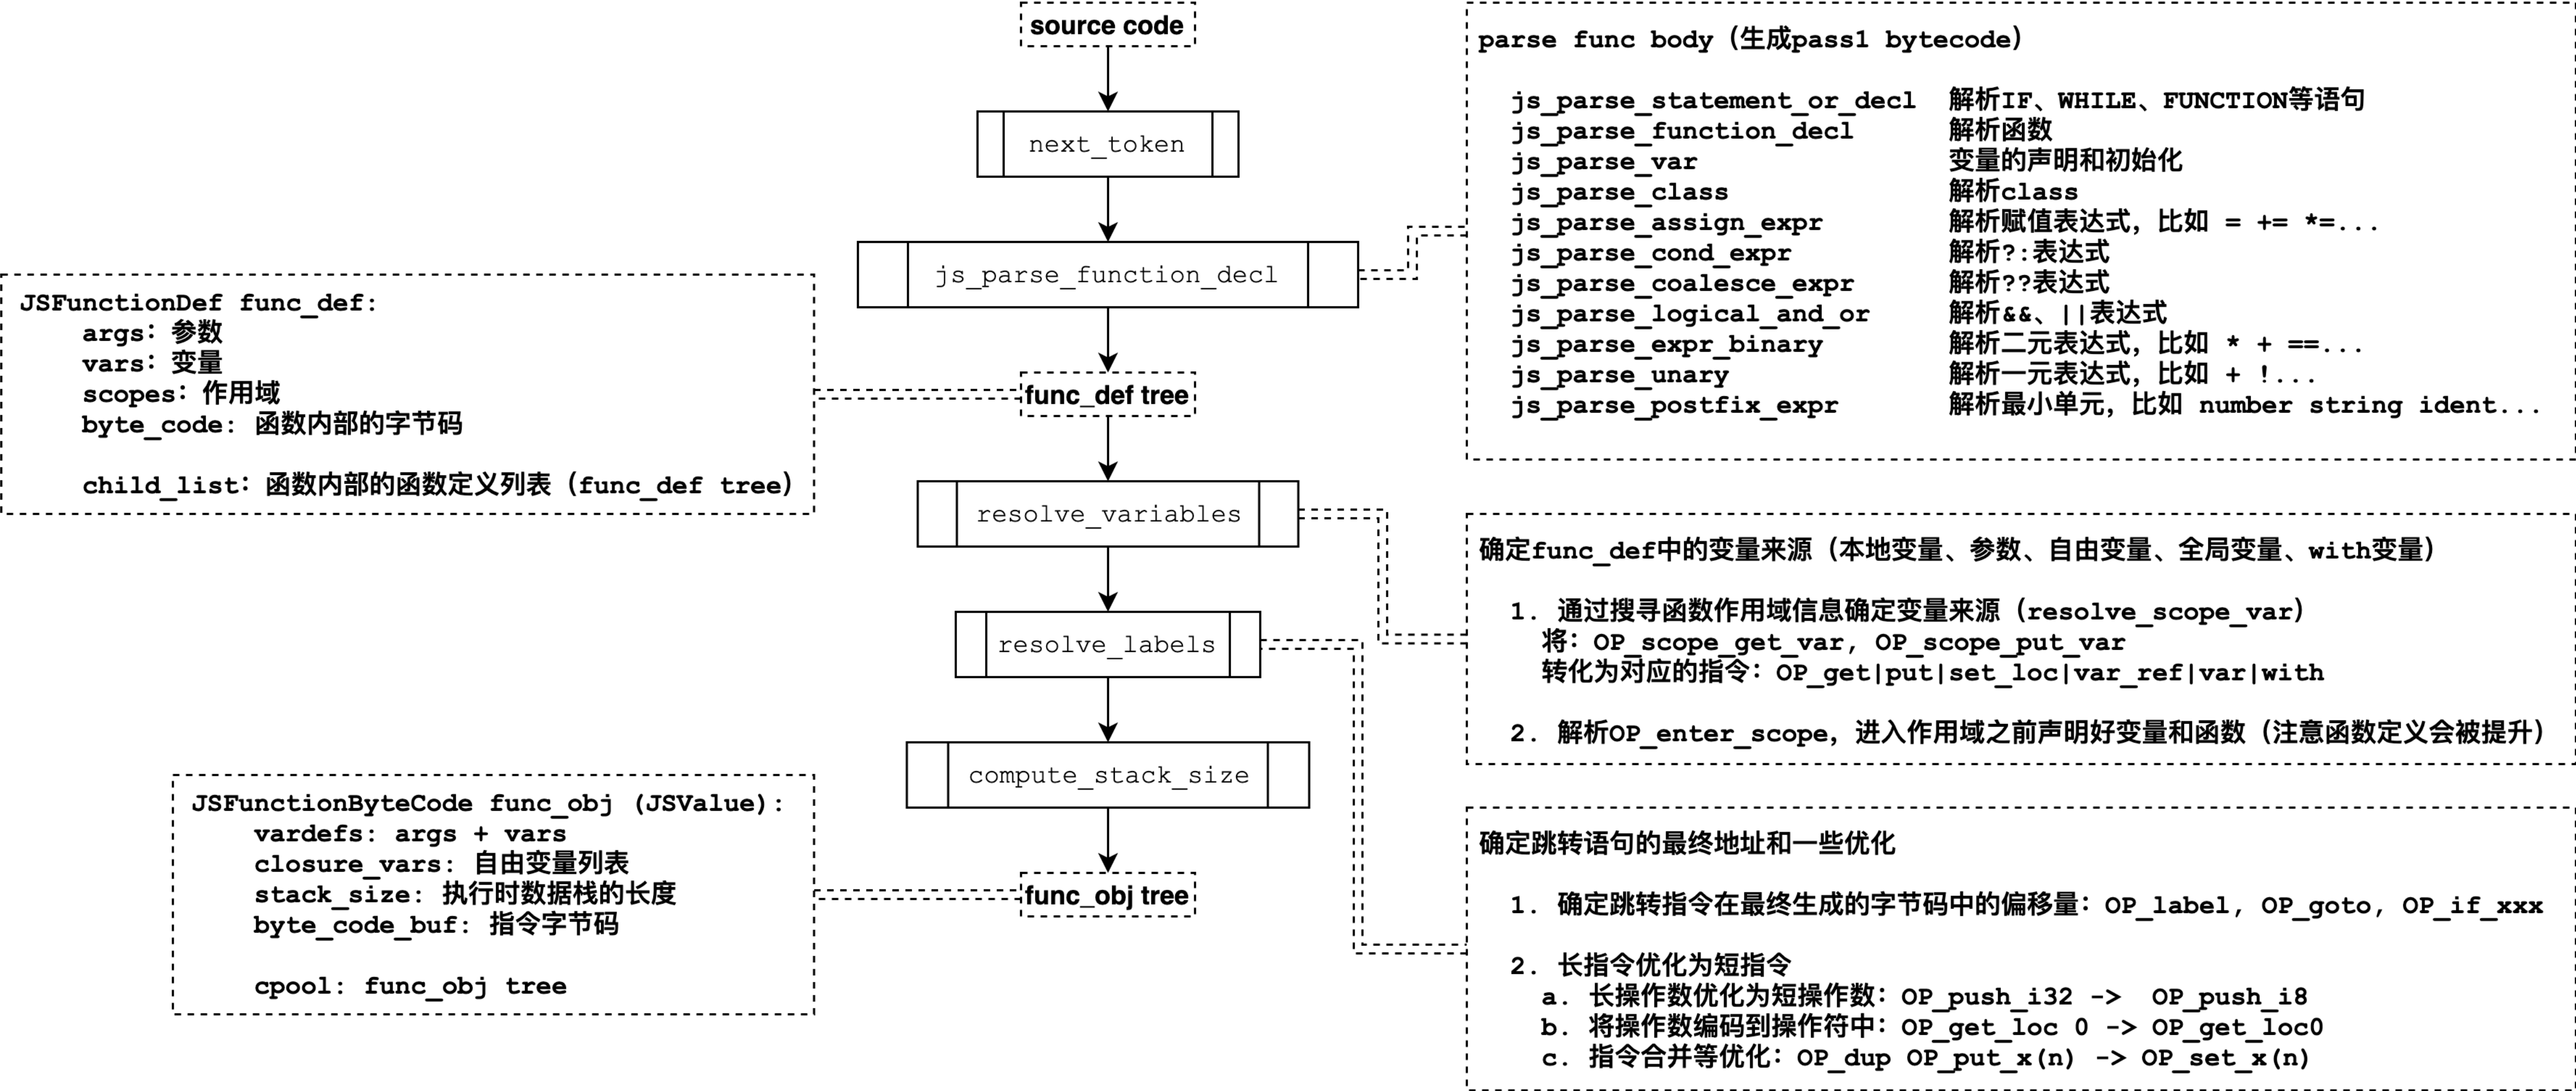 source code
next_token
js_parse_function_decl
func_def tree
resolve_variables
resolve_labels
compute_stack_size
func_obj tree
JSFunctionDef func_def:
args: 参数
vars: 变量
scopes: 作用域
byte_code: 函数内部的字节码
child_list: 函数内部的函数定义列表（func_def tree）
JSFunctionByteCode func_obj (JSValue):
vardefs: args + vars
closure_vars: 自由变量列表
stack_size: 执行时数据栈的长度
byte_code_buf: 指令字节码
cpool: func_obj tree
parse func body（生成pass1 bytecode）
js_parse_statement_or_decl 解析IF、WHILE、FUNCTION等语句
js_parse_function_decl 解析函数
js_parse_var 变量的声明和初始化
js_parse_class 解析class
js_parse_assign_expr 解析赋值表达式，比如 = += *=...
js_parse_cond_expr 解析?:表达式
js_parse_coalesce_expr 解析??表达式
js_parse_logical_and_or 解析&&、||表达式
js_parse_expr_binary 解析二元表达式，比如 * + ==...
js_parse_unary 解析一元表达式，比如 + !...
js_parse_postfix_expr 解析最小单元，比如 number string ident...
确定func_def中的变量来源（本地变量、参数、自由变量、全局变量、with变量）
1. 通过搜寻函数作用域信息确定变量来源（resolve_scope_var）
将：OP_scope_get_var, OP_scope_put_var
转化为对应的指令：OP_get|put|set_loc|var_ref|var|with
2. 解析OP_enter_scope，进入作用域之前声明好变量和函数（注意函数定义会被提升）
确定跳转语句的最终地址和一些优化
1. 确定跳转指令在最终生成的字节码中的偏移量：OP_label, OP_goto, OP_if_xxx
2. 长指令优化为短指令
a. 长操作数优化为短操作数：OP_push_i32 -> OP_push_i8
b. 将操作数编码到操作符中：OP_get_loc 0 -> OP_get_loc0
c. 指令合并等优化：OP_dup OP_put_x(n) -> OP_set_x(n)